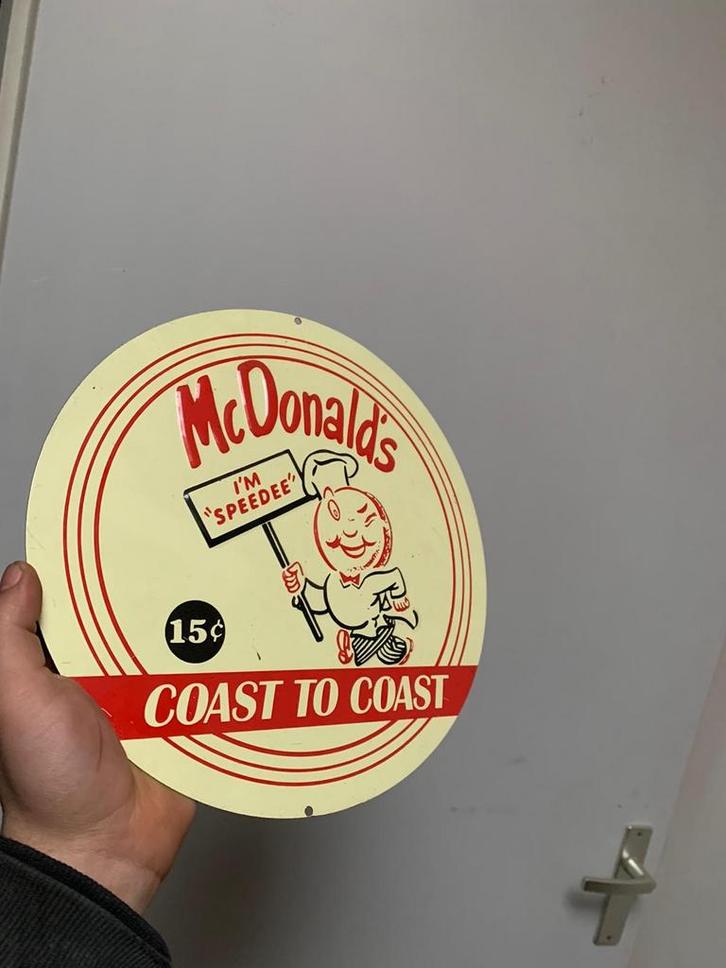 McDonald's
I'M
"SPEEDEE"
15¢
COAST TO COAST